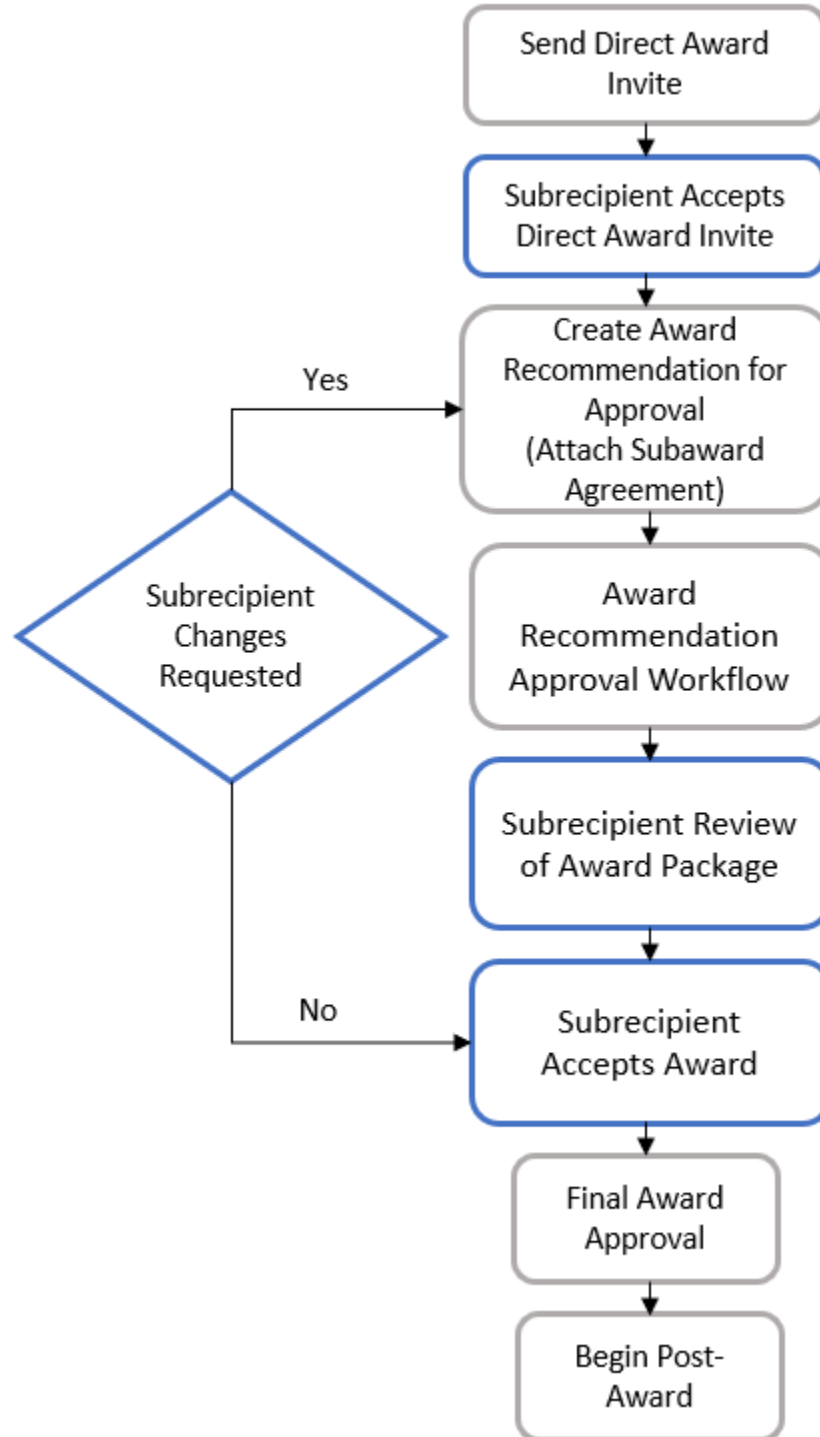 Send Direct Award
Invite
Subrecipient Accepts
Direct Award Invite
Create Award
Recommendation for
Approval
(Attach Subaward
Agreement)
Yes
Subrecipient
Changes
Requested
Award
Recommendation
Approval Workflow
Subrecipient Review
of Award Package
No
Subrecipient
Accepts Award
Final Award
Approval
Begin Post-
Award